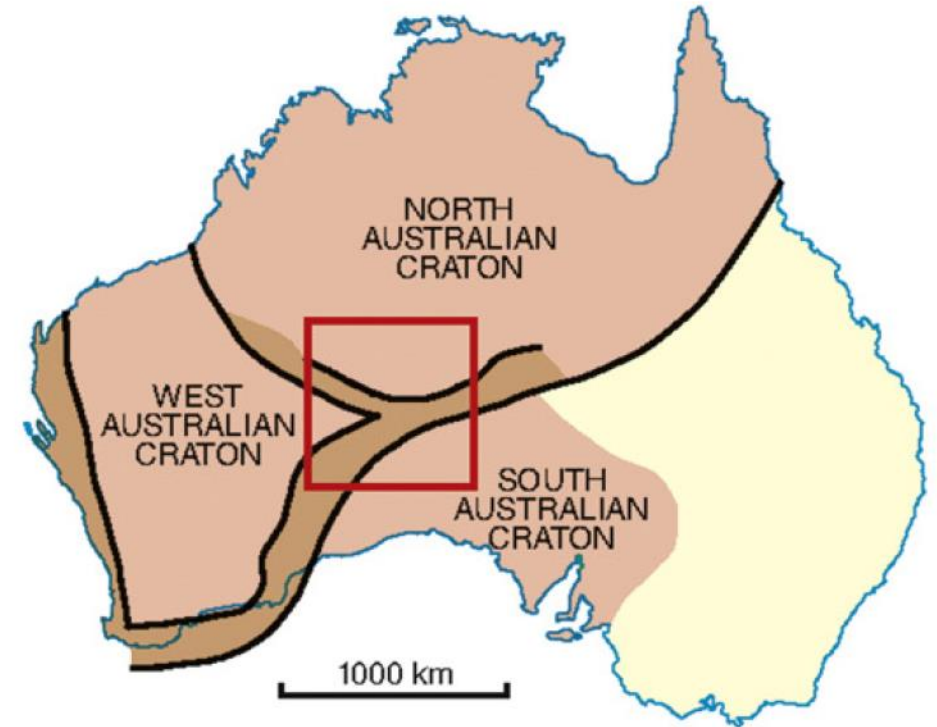 NORTH
AUSTRALIAN
CRATON
WEST
AUSTRALIAN
CRATON
SOUTH
AUSTRALIAN
CRATON
1000 km